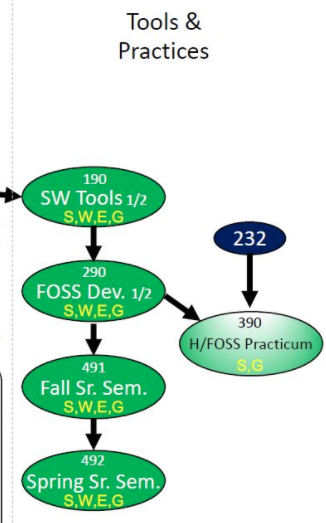 Tools &
Practices
190
SW Tools 1/2
S,W,E,G
232
290
FOSS Dev. 1/2
S,W,E,G
390
H/FOSS Practicum
S,G
491
Fall Sr. Sem.
S,W,E,G
492
Spring Sr. Sem.
S,W,E,G